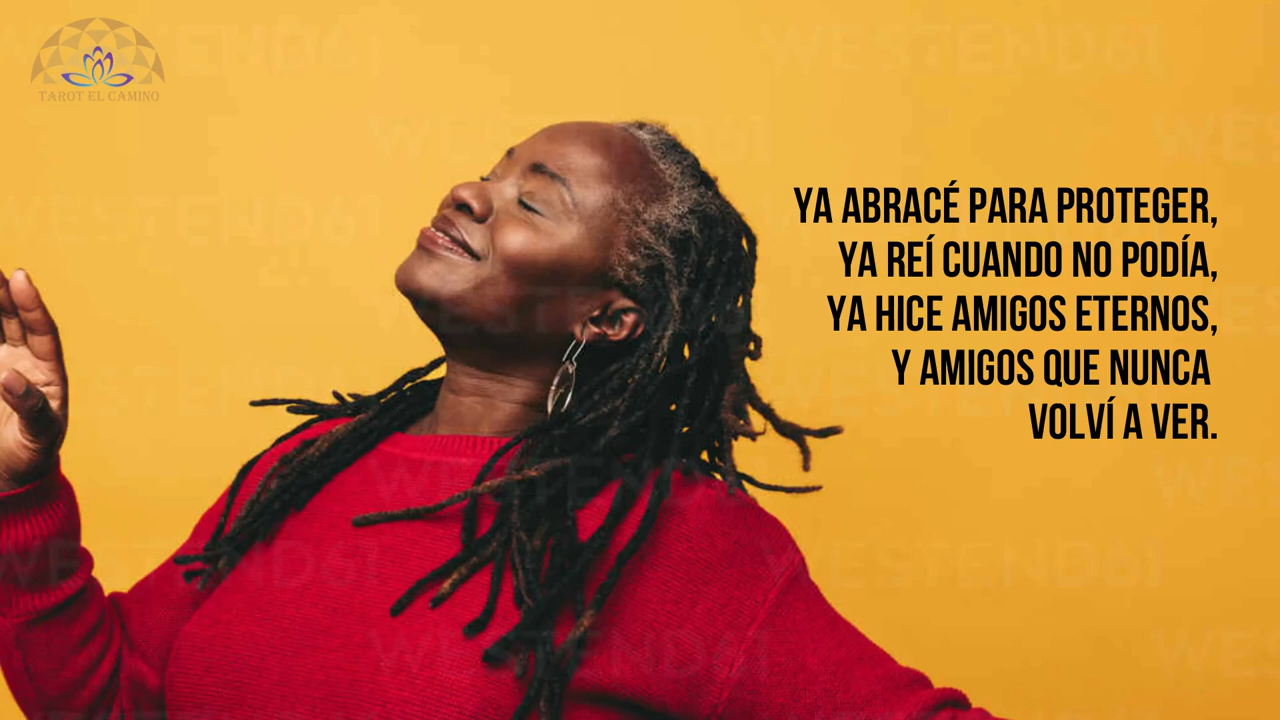 TAROT EL CAMINO
YA ABRACÉ PARA PROTEGER,
YA REÍ CUANDO NO PODÍA,
YA HICE AMIGOS ETERNOS,
Y AMIGOS QUE NUNCA
VOLVÍ A VER.
WESTEND61